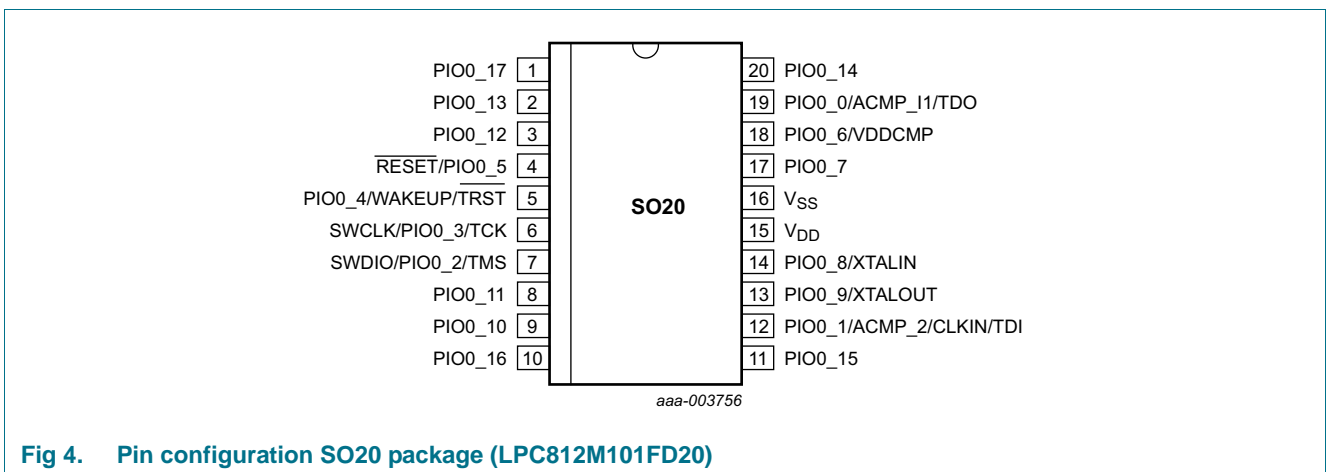 PIO0_17 1 20 PIO0_14
PIO0_13 2 19 PIO0_0/ACMP_I1/TDO
PIO0_12 3 18 PIO0_6/VDDCMP
RESET/PIO0_5 4 17 PIO0_7
PIO0_4/WAKEUP/TRST 5 SO20 16 VSS
SWCLK/PIO0_3/TCK 6 15 VDD
SWDIO/PIO0_2/TMS 7 14 PIO0_8/XTALIN
PIO0_11 8 13 PIO0_9/XTALOUT
PIO0_10 9 12 PIO0_1/ACMP_2/CLKIN/TDI
PIO0_16 10 11 PIO0_15
aaa-003756
Fig 4. Pin configuration SO20 package (LPC812M101FD20)